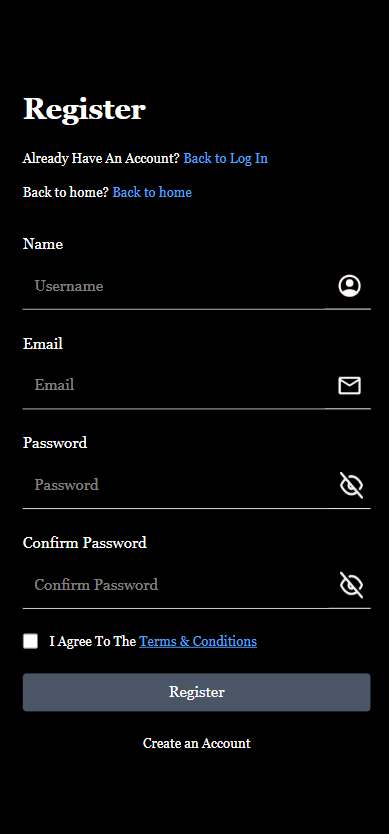 Register
Already Have An Account? Back to Log In
Back to home? Back to home
Name
Username
Email
Email
Password
Password
Confirm Password
Confirm Password
I Agree To The Terms & Conditions
Register
Create an Account